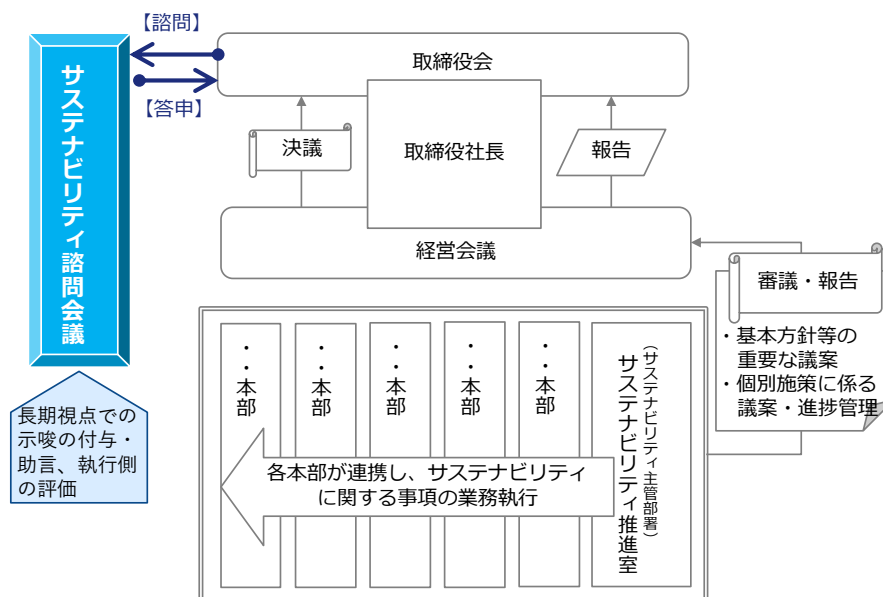 【諮問】
【答申】
サステナビリティ諮問会議
長期視点での
示唆の付与・
助言、執行側
の評価
取締役会
決議
取締役社長
報告
経営会議
審議・報告
・基本方針等の
重要な議案
・個別施策に係る
議案・進捗管理
・・本部
・・本部
・・本部
・・本部
・・本部
(サステナビリティ主管部署)
サステナビリティ推進室
各本部が連携し、サステナビリティ
に関する事項の業務執行